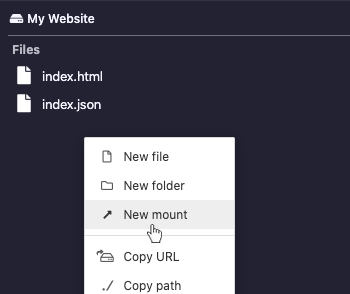 My Website
Files
index.html
index.json
New file
New folder
New mount
Copy URL
Copy path